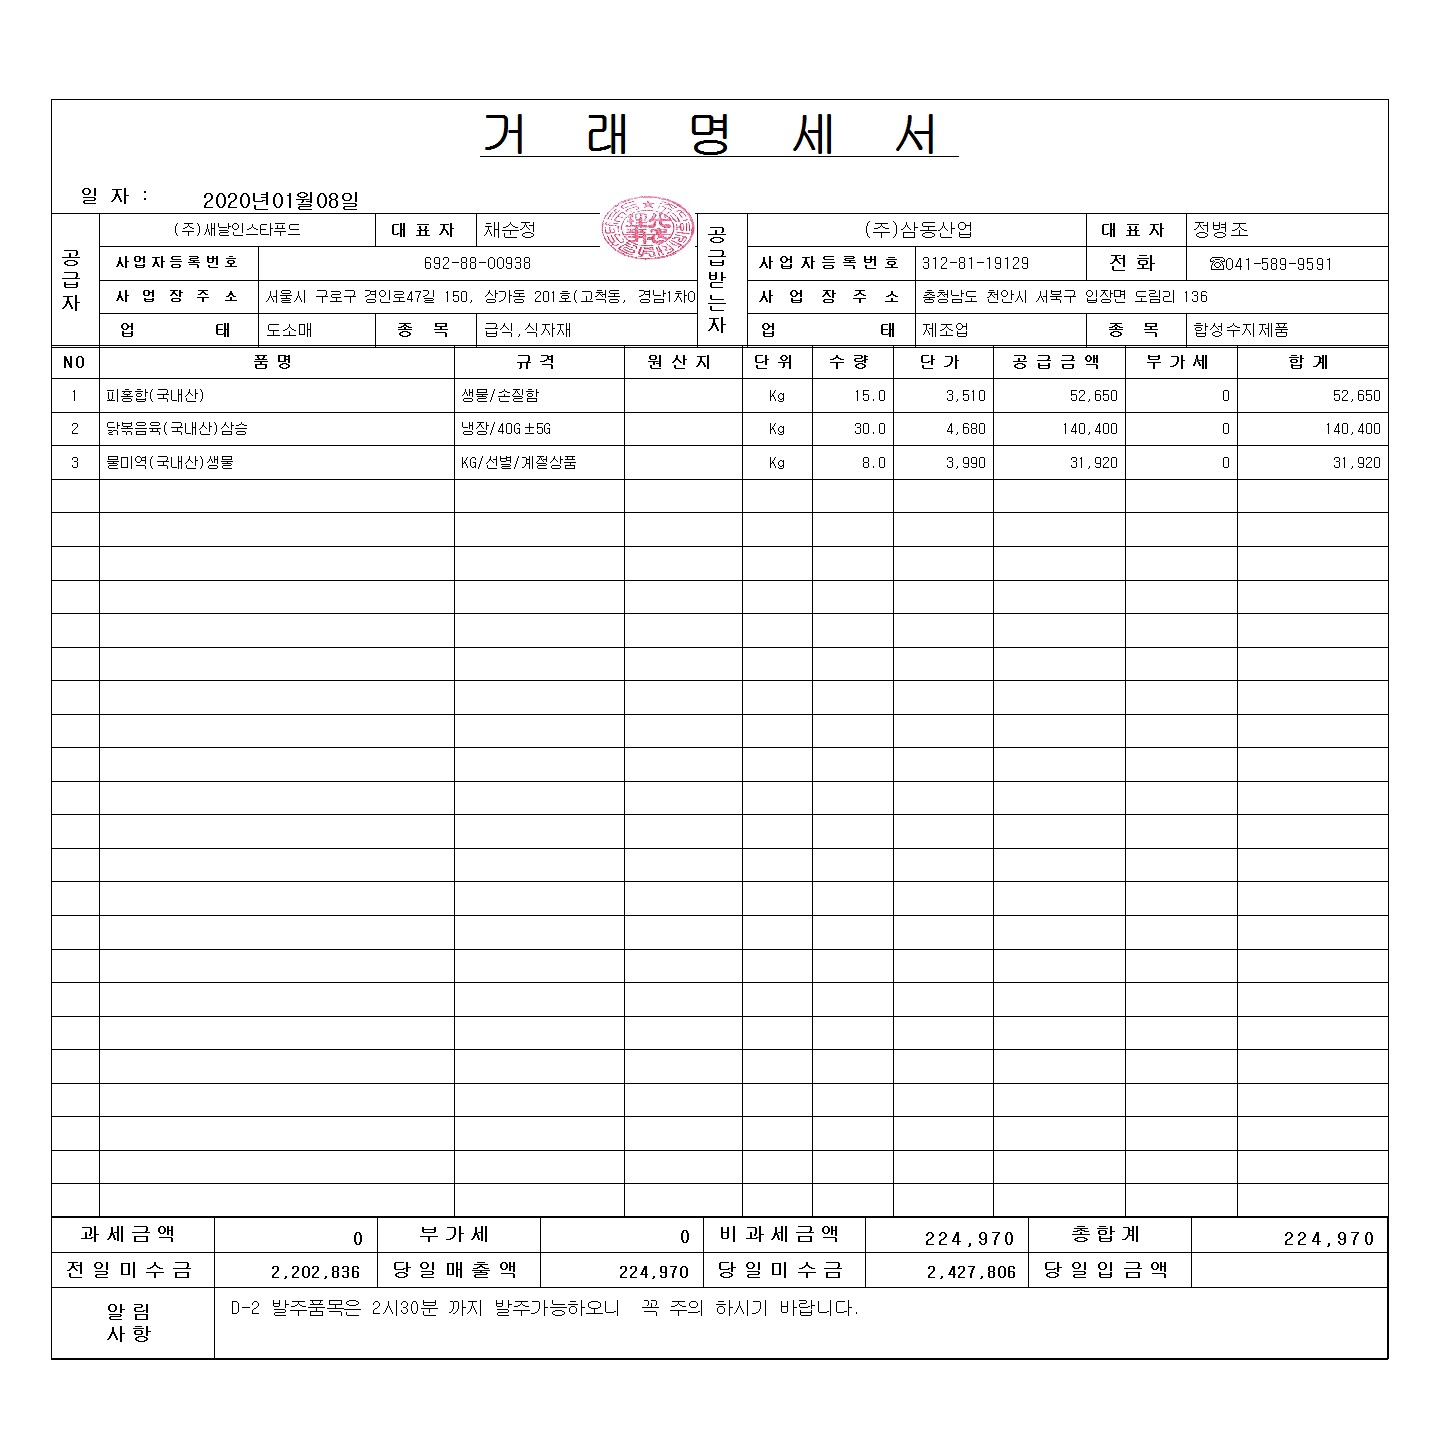 거 래 명 세 서
일 자 : 2020년01월08일
공급자 (주)새날인스타푸드 대 표 자 채순정 공급받는자 (주)삼동산업 대 표 자 정병조
사업자등록번호 692-88-00938 사업자등록번호 312-81-19129 전 화 ☏041-589-9591
사 업 장 주 소 서울시 구로구 경인로47길 150, 상가동 201호(고척동, 경남1차 사 업 장 주 소 충청남도 천안시 서북구 입장면 도림리 136
업 태 도소매 종 목 급식,식자재 업 태 제조업 종 목 합성수지제품
NO 품 명 규 격 원 산 지 단 위 수 량 단 가 공 급 금 액 부 가 세 합 계
1 피홍합(국내산) 생물/손질함 Kg 15.0 3,510 52,650 0 52,650
2 닭볶음육(국내산)삼승 냉장/40G±5G Kg 30.0 4,680 140,400 0 140,400
3 물미역(국내산)생물 KG/선별/계절상품 Kg 8.0 3,990 31,920 0 31,920
과 세 금 액 0 부 가 세 0 비 과 세 금 액 224,970 총 합 계 224,970
전 일 미 수 금 2,202,836 당 일 매 출 액 224,970 당 일 미 수 금 2,427,806 당 일 입 금 액
알 림 사 항 D-2 발주품목은 2시30분 까지 발주가능하오니 꼭 주의 하시기 바랍니다.